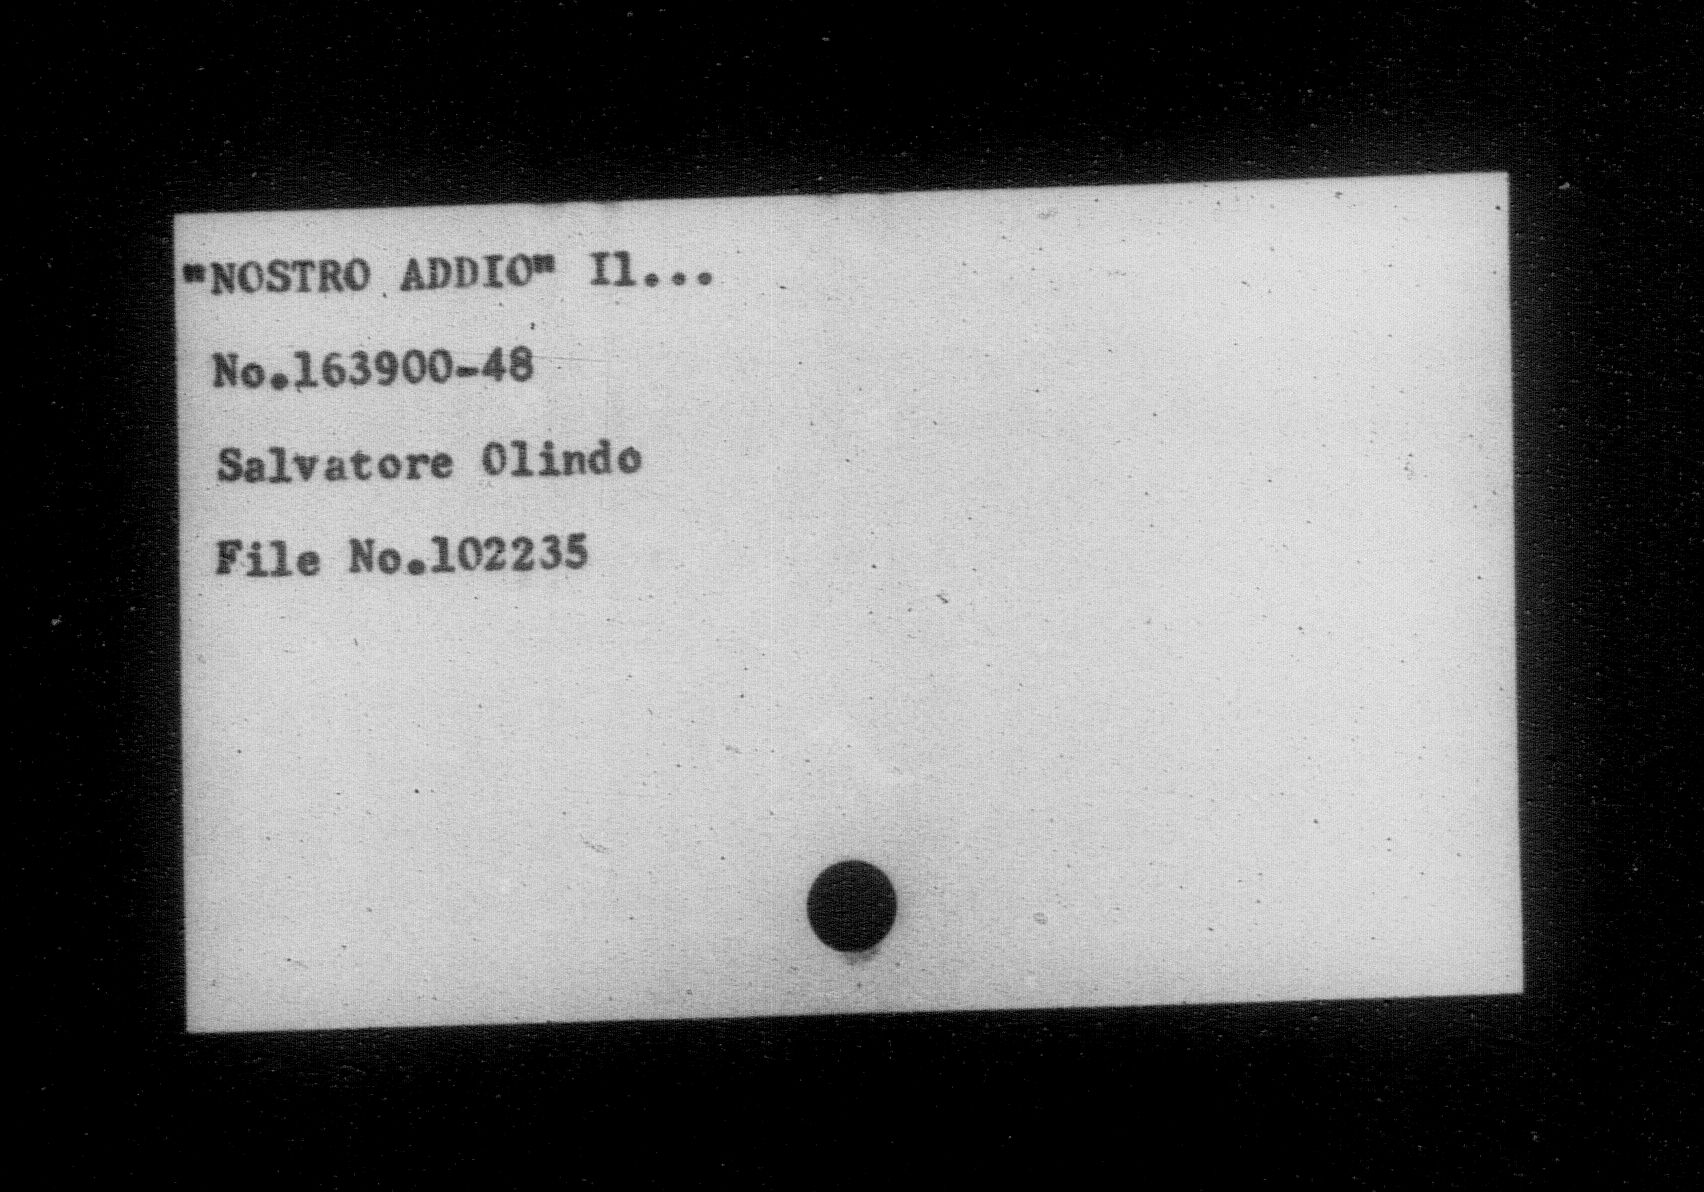 "NOSTRO ADDIO" Il...
No.163900-48
Salvatore Olindo
File No.102235